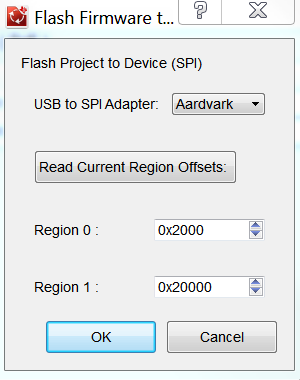 Flash Firmware t...
?
Flash Project to Device (SPI)
USB to SPI Adapter: Aardvark
Read Current Region Offsets:
Region 0 : 0x2000
Region 1 : 0x20000
OK Cancel